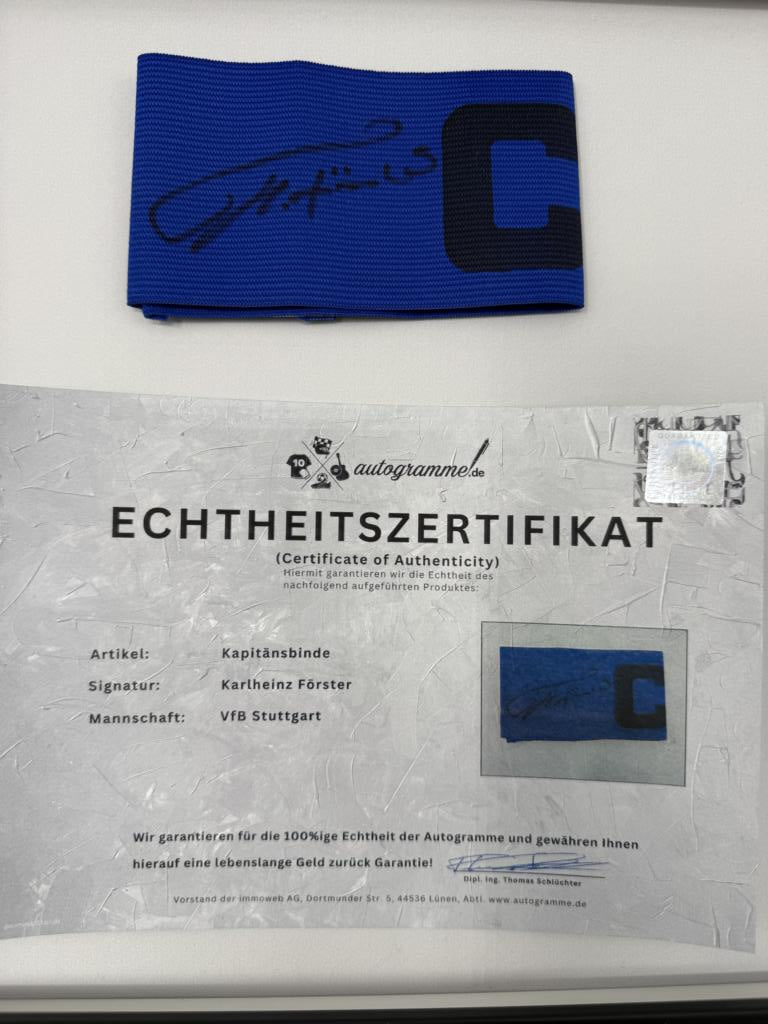 C
10
autogramme.de
ECHTHEITSZERTIFIKAT
(Certificate of Authenticity)
Hiermit garantieren wir die Echtheit des
nachfolgend aufgeführten Produktes:
Artikel: Kapitänsbinde
Signatur: Karlheinz Förster
Mannschaft: VfB Stuttgart
C
Wir garantieren für die 100%ige Echtheit der Autogramme und gewähren Ihnen
hierauf eine lebenslange Geld zurück Garantie!
Dipl. Ing. Thomas Schlüchter
Vorstand der immoweb AG, Dortmunder Str. 5, 44536 Lünen, Abtl. www.autogramme.de